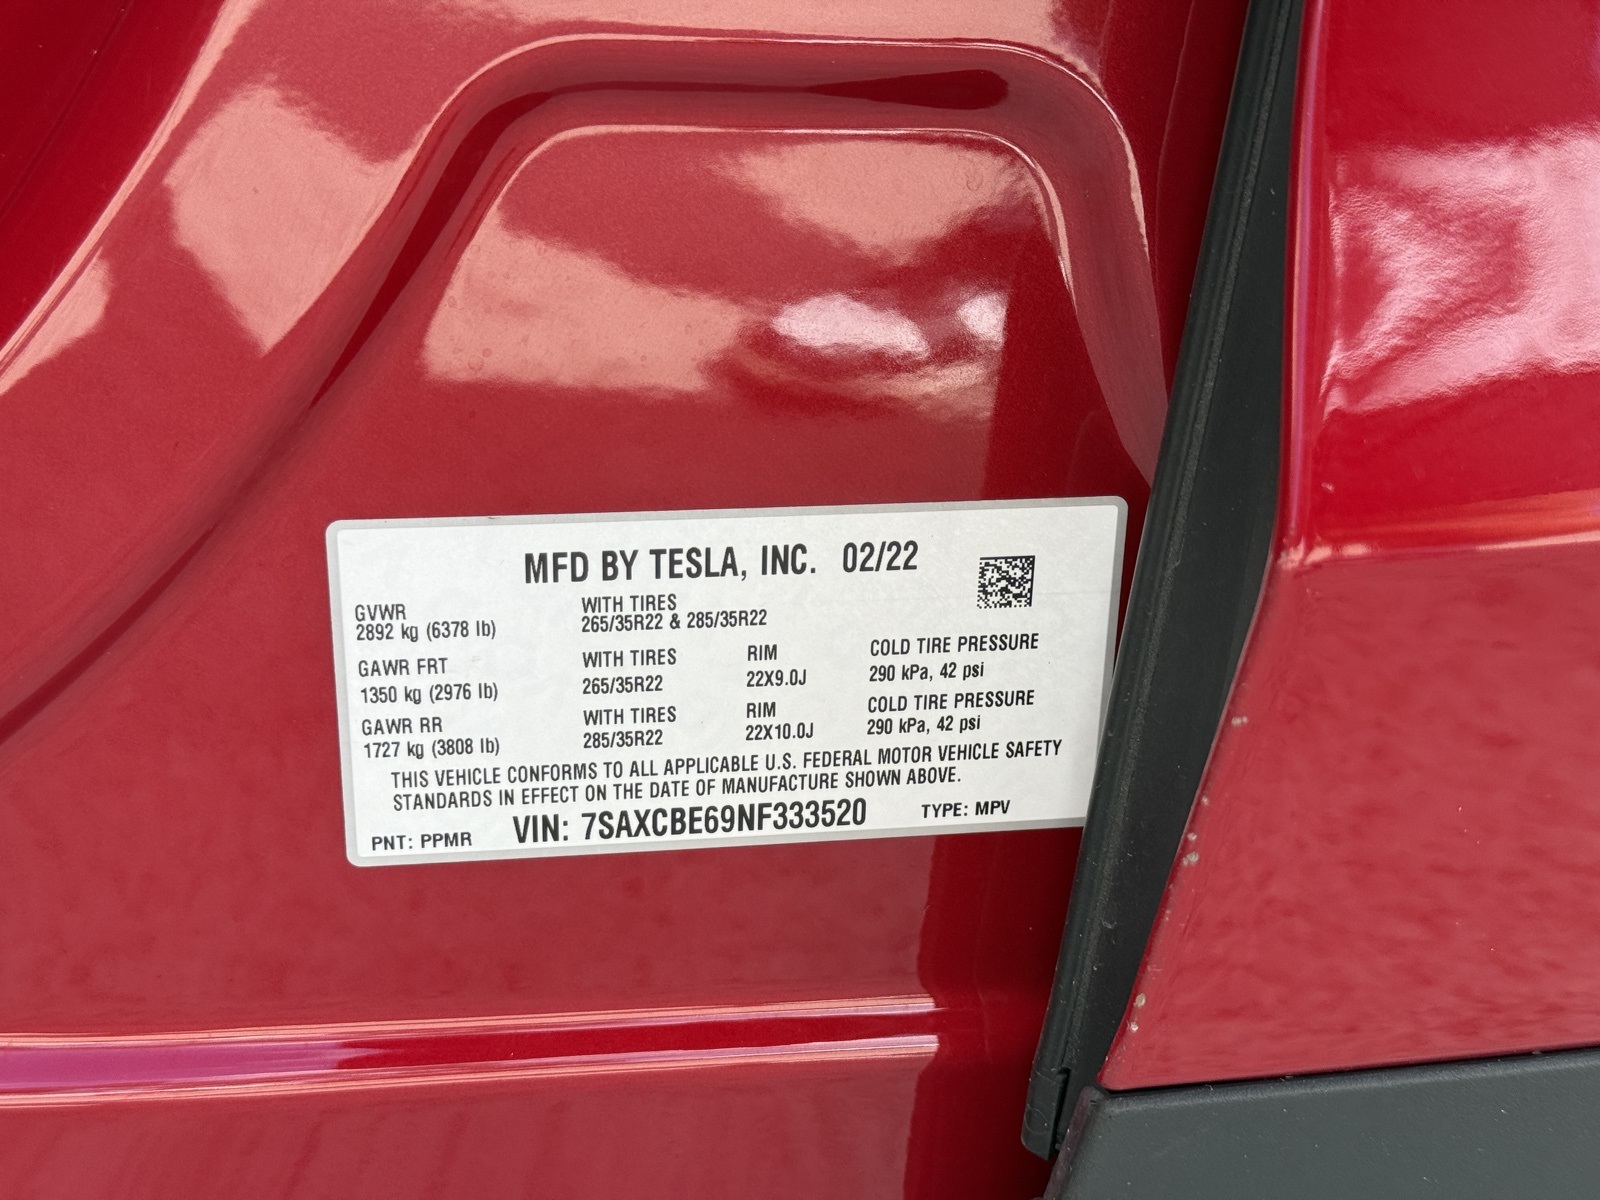 MFD BY TESLA, INC. 02/22
GVWR
2892 kg (6378 lb)
WITH TIRES
265/35R22 & 285/35R22
GAWR FRT
1350 kg (2976 lb)
WITH TIRES
265/35R22
RIM
22X9.0J
COLD TIRE PRESSURE
290 kPa, 42 psi
GAWR RR
1727 kg (3808 lb)
WITH TIRES
285/35R22
RIM
22X10.0J
COLD TIRE PRESSURE
290 kPa, 42 psi
THIS VEHICLE CONFORMS TO ALL APPLICABLE U.S. FEDERAL MOTOR VEHICLE SAFETY
STANDARDS IN EFFECT ON THE DATE OF MANUFACTURE SHOWN ABOVE.
PNT: PPMR VIN: 7SAXCBE69NF333520 TYPE: MPV